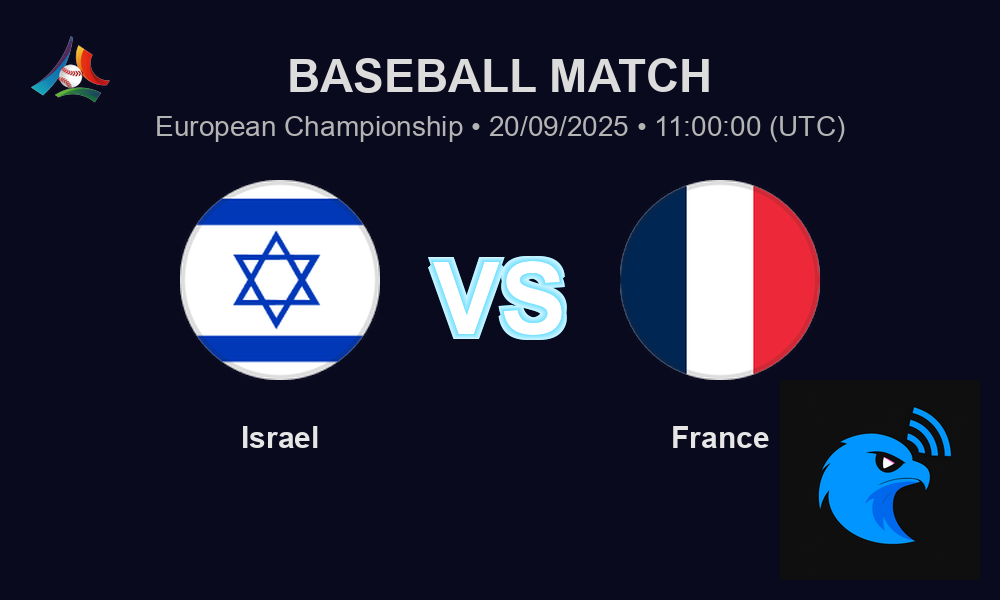 BASEBALL MATCH
European Championship • 20/09/2025 • 11:00:00 (UTC)
VS
Israel
France